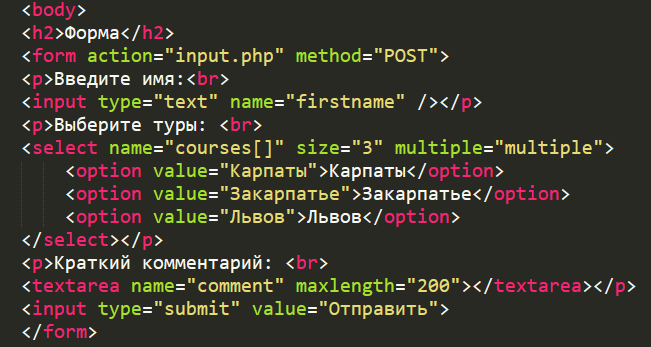 <body>
<h2>Форма</h2>
<form action="input.php" method="POST">
<p>Введите имя:<br>
<input type="text" name="firstname" /></p>
<p>Выберите туры: <br>
<select name="courses[]" size="3" multiple="multiple">
<option value="Карпаты">Карпаты</option>
<option value="Закарпатье">Закарпатье</option>
<option value="Львов">Львов</option>
</select></p>
<p>Краткий комментарий: <br>
<textarea name="comment" maxlength="200"></textarea></p>
<input type="submit" value="Отправить">
</form>